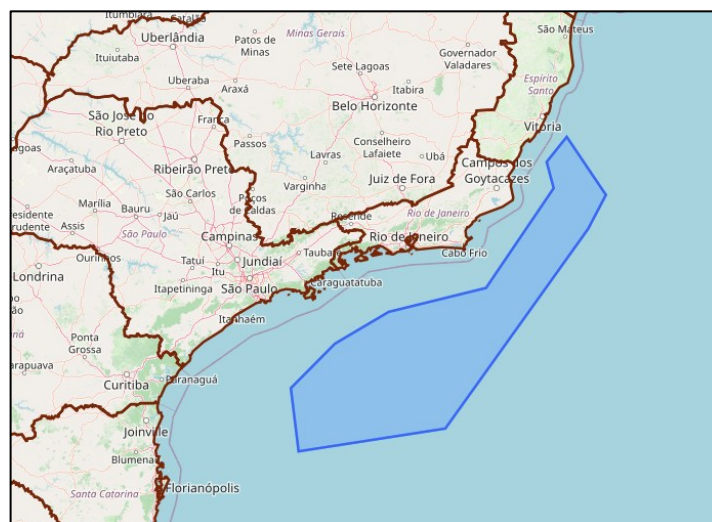 Itumbiara
Catalão
Uberlândia
Patos de
Minas
Minas Gerais
São Mateus
Ituiutaba
Sete Lagoas
Governador
Valadares
Uberaba
Araxá
Itabira
Espírito
Santo
Belo Horizonte
São José do
Rio Preto
Franca
Vitória
Passos
Conselheiro
Lafaiete
Ubá
Araçatuba
Ribeirão Preto
Lavras
Campos dos
Goytacazes
São Carlos
Varginha
Juiz de Fora
Marília
Bauru
Jaú
Poços
de Caldas
Resende
Rio de Janeiro
Presidente
Prudente
Assis
São Paulo
Campinas
Taubaté
Rio de Janeiro
Ourinhos
Tatuí
Itu
Jundiaí
Cabo Frio
Londrina
Itapetininga
São Paulo
Caraguatatuba
Itanhaém
Ponta
Grossa
arapuava
Curitiba
Paranaguá
Joinville
Blumenau
Santa Catarina
Florianópolis